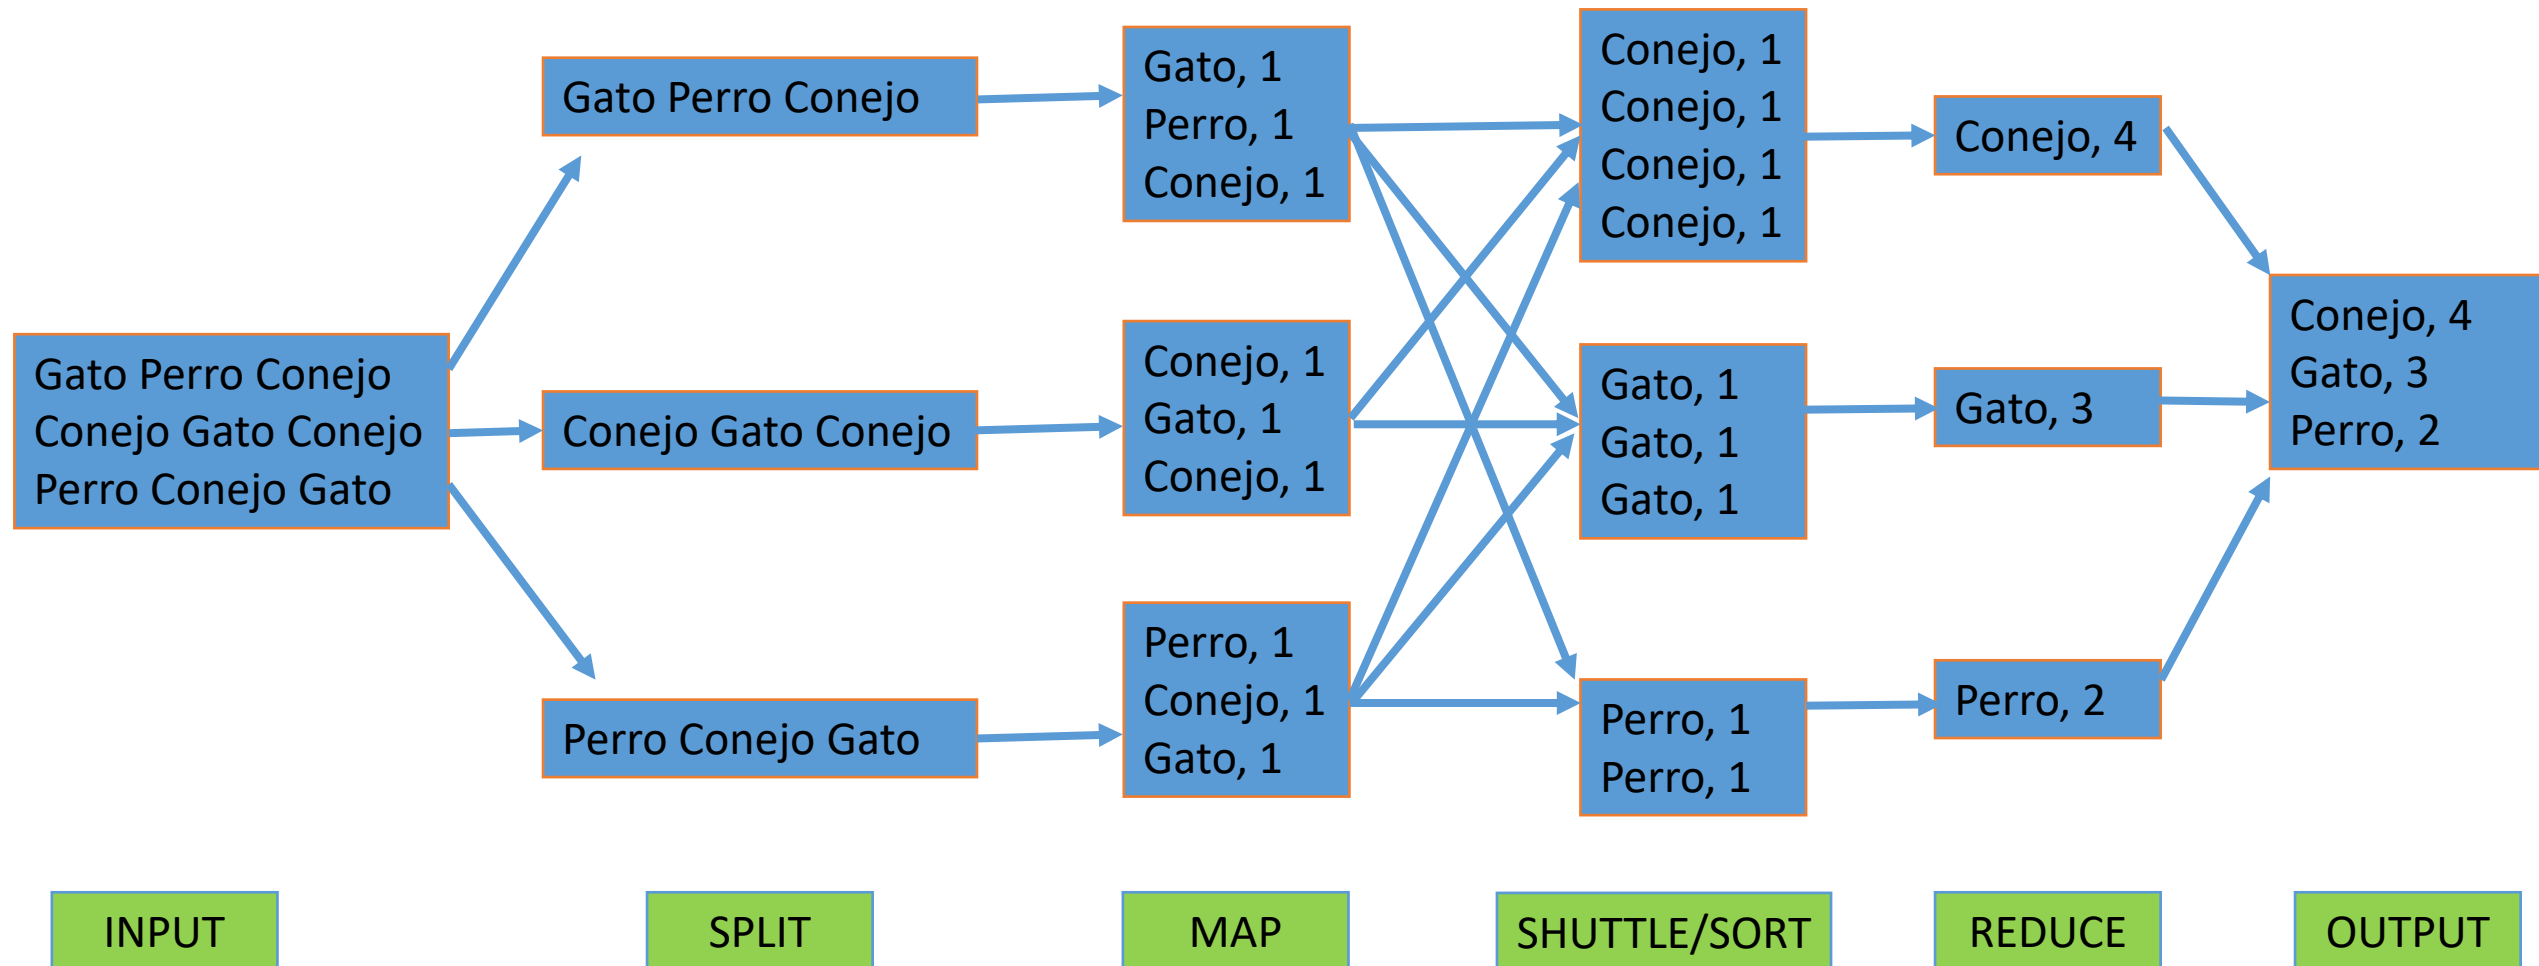 Gato Perro Conejo
Conejo Gato Conejo
Perro Conejo Gato
Gato Perro Conejo
Conejo Gato Conejo
Perro Conejo Gato
Gato, 1
Perro, 1
Conejo, 1
Conejo, 1
Gato, 1
Conejo, 1
Perro, 1
Conejo, 1
Gato, 1
Conejo, 1
Conejo, 1
Conejo, 1
Conejo, 1
Gato, 1
Gato, 1
Gato, 1
Perro, 1
Perro, 1
Conejo, 4
Gato, 3
Perro, 2
Conejo, 4
Gato, 3
Perro, 2
INPUT
SPLIT
MAP
SHUTTLE/SORT
REDUCE
OUTPUT